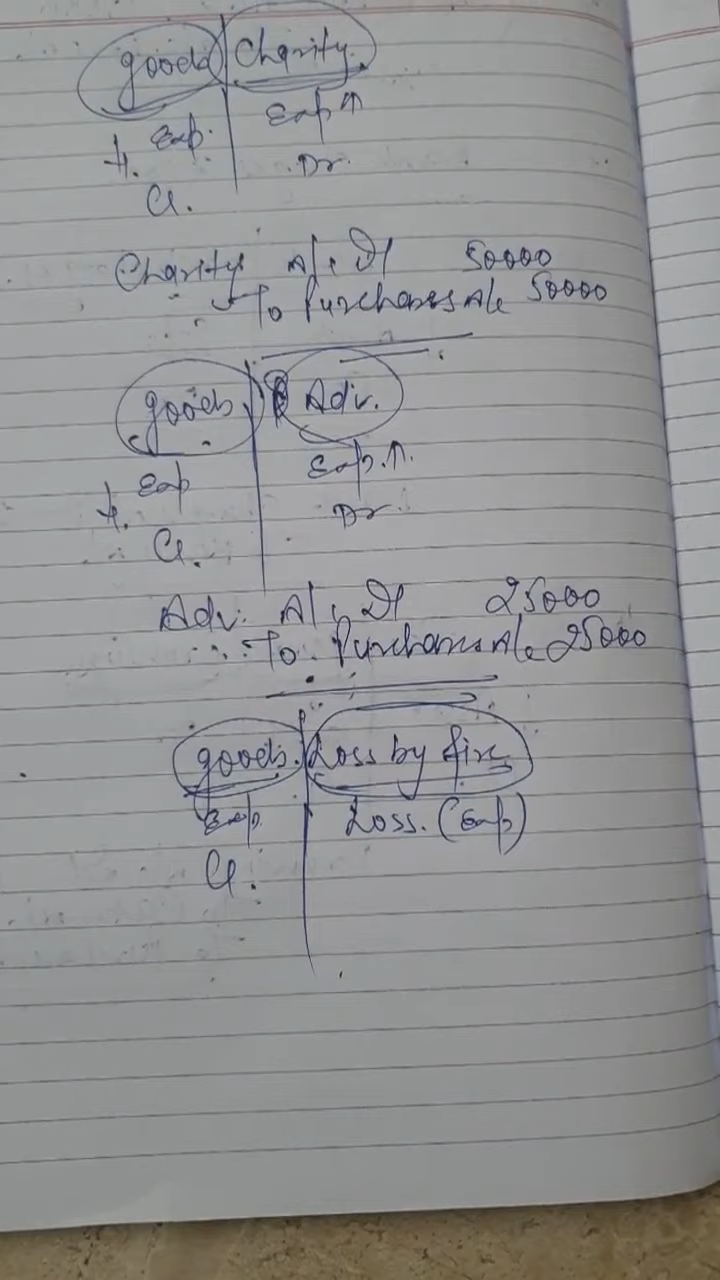 goods Charity.
Exp. Exp ↑
Cr. Dr.
Charity A/c Dr 50000
To Purchases A/c 50000
goods Adv.
Exp Exp. ↑.
Cr. Dr.
Adv. A/c Dr 25000
To Purchases A/c 25000
goods. Loss by fire
Exp. Loss. (Exp)
Cr.